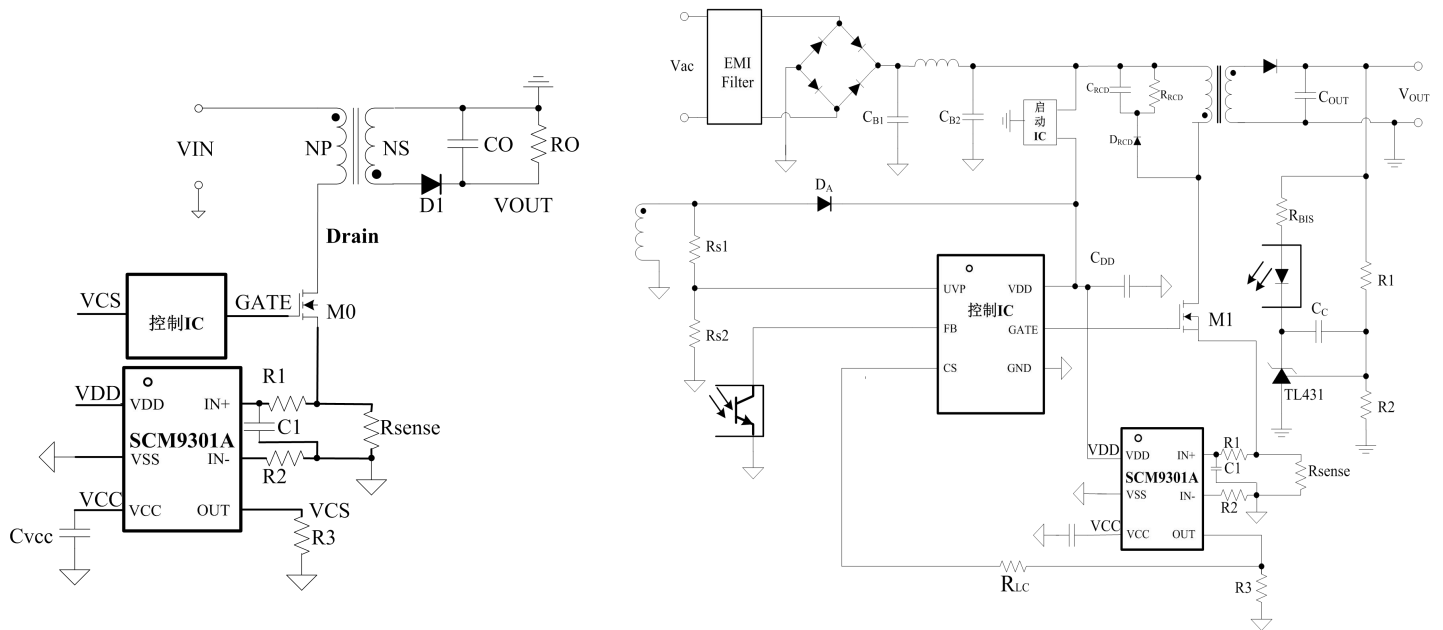 VIN
NP
NS
CO
RO
D1
VOUT
Drain
VCS
控制IC
GATE
M0
VDD
VDD
IN+
R1
C1
Rsense
SCM9301A
VSS
IN-
R2
VCC
VCC
OUT
VCS
R3
Cvcc
Vac
EMI
Filter
CB1
CB2
启
动
IC
CRCD
RRCD
DRCD
COUT
VOUT
DA
Rs1
Rs2
UVP
VDD
控制IC
FB
GATE
CS
GND
CDD
M1
RBIS
R1
CC
TL431
R2
VDD
VDD
IN+
R1
C1
Rsense
SCM9301A
VSS
IN-
R2
VCC
VCC
OUT
RLC
R3